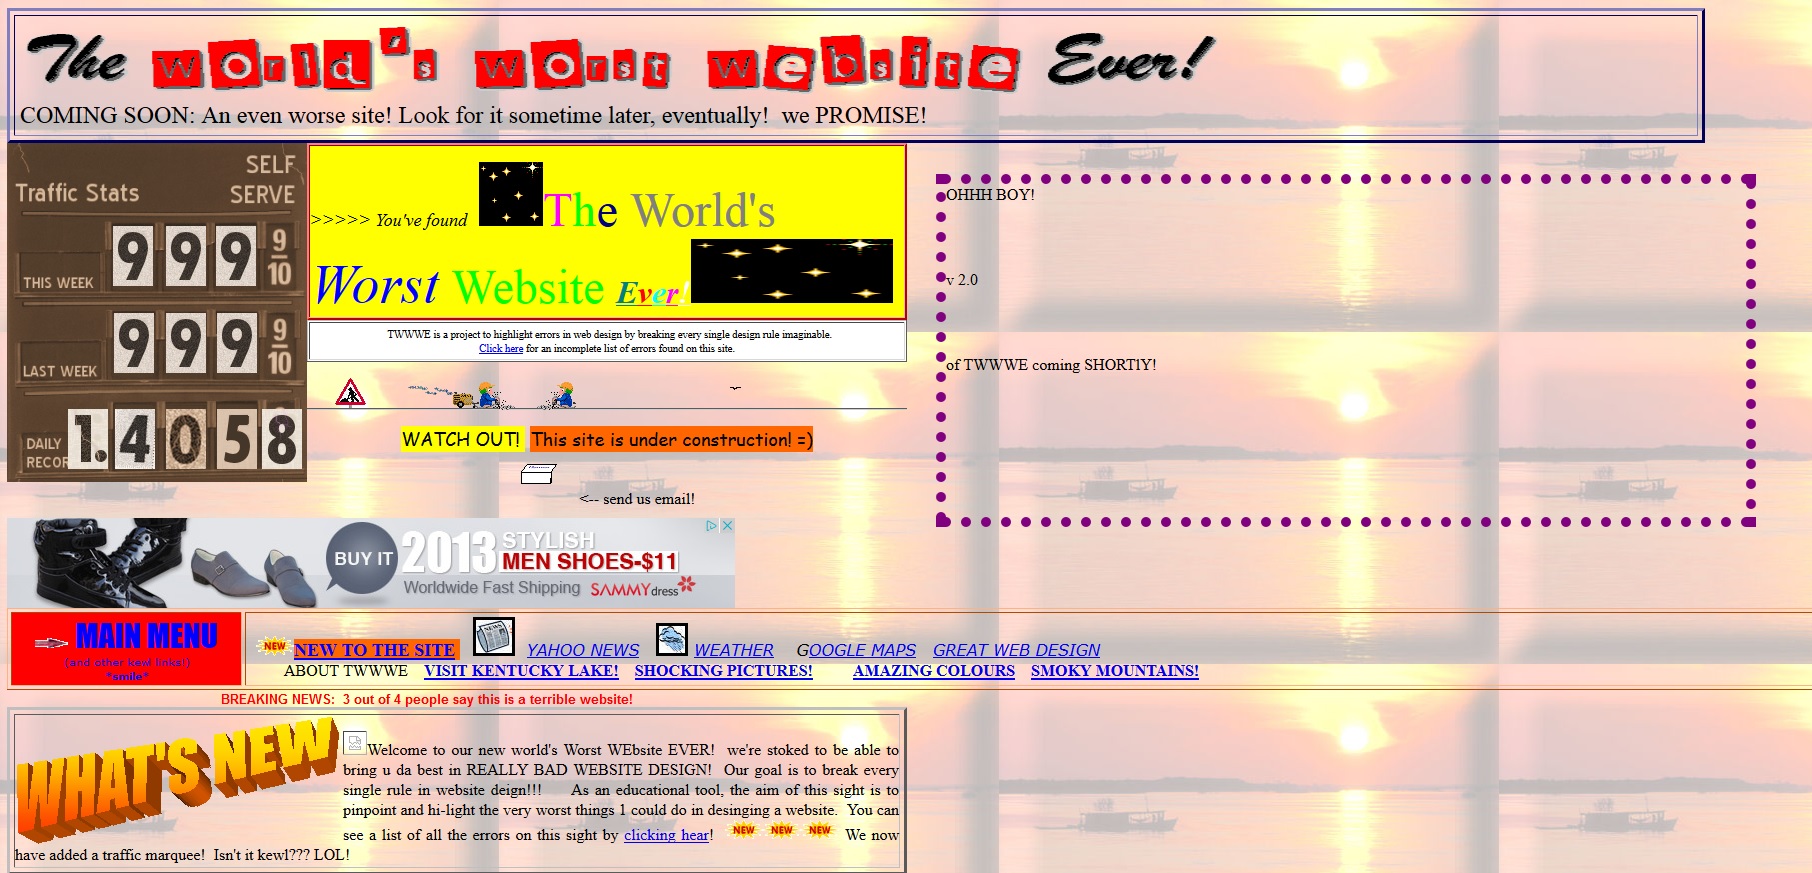 The world's worst website Ever!
COMING SOON: An even worse site! Look for it sometime later, eventually!  we PROMISE!
SELF
SERVE
Traffic Stats
999 9/10
THIS WEEK
999 9/10
LAST WEEK
1.4058
DAILY
RECOR
>>>>> You've found The World's
Worst Website Ever!
TWWWE is a project to highlight errors in web design by breaking every single design rule imaginable.
Click here for an incomplete list of errors found on this site.
WATCH OUT! This site is under construction! =)
<-- send us email!
OHHH BOY!
v 2.0
of TWWWE coming SHORTlY!
BUY IT
2013 STYLISH
MEN SHOES-$11
Worldwide Fast Shipping SAMMYdress
MAIN MENU
(and other kewl links!)
*smile*
NEW NEW TO THE SITE NEWS YAHOO NEWS WEATHER GOOGLE MAPS GREAT WEB DESIGN
ABOUT TWWWE VISIT KENTUCKY LAKE! SHOCKING PICTURES! AMAZING COLOURS SMOKY MOUNTAINS!
BREAKING NEWS:  3 out of 4 people say this is a terrible website!
WHAT'S NEW
Welcome to our new world's Worst WEbsite EVER!  we're stoked to be able to
bring u da best in REALLY BAD WEBSITE DESIGN!  Our goal is to break every
single rule in website deign!!!      As an educational tool, the aim of this sight is to
pinpoint and hi-light the very worst things 1 could do in desinging a website.  You can
see a list of all the errors on this sight by clicking hear! NEW NEW NEW We now
have added a traffic marquee!  Isn't it kewl??? LOL!